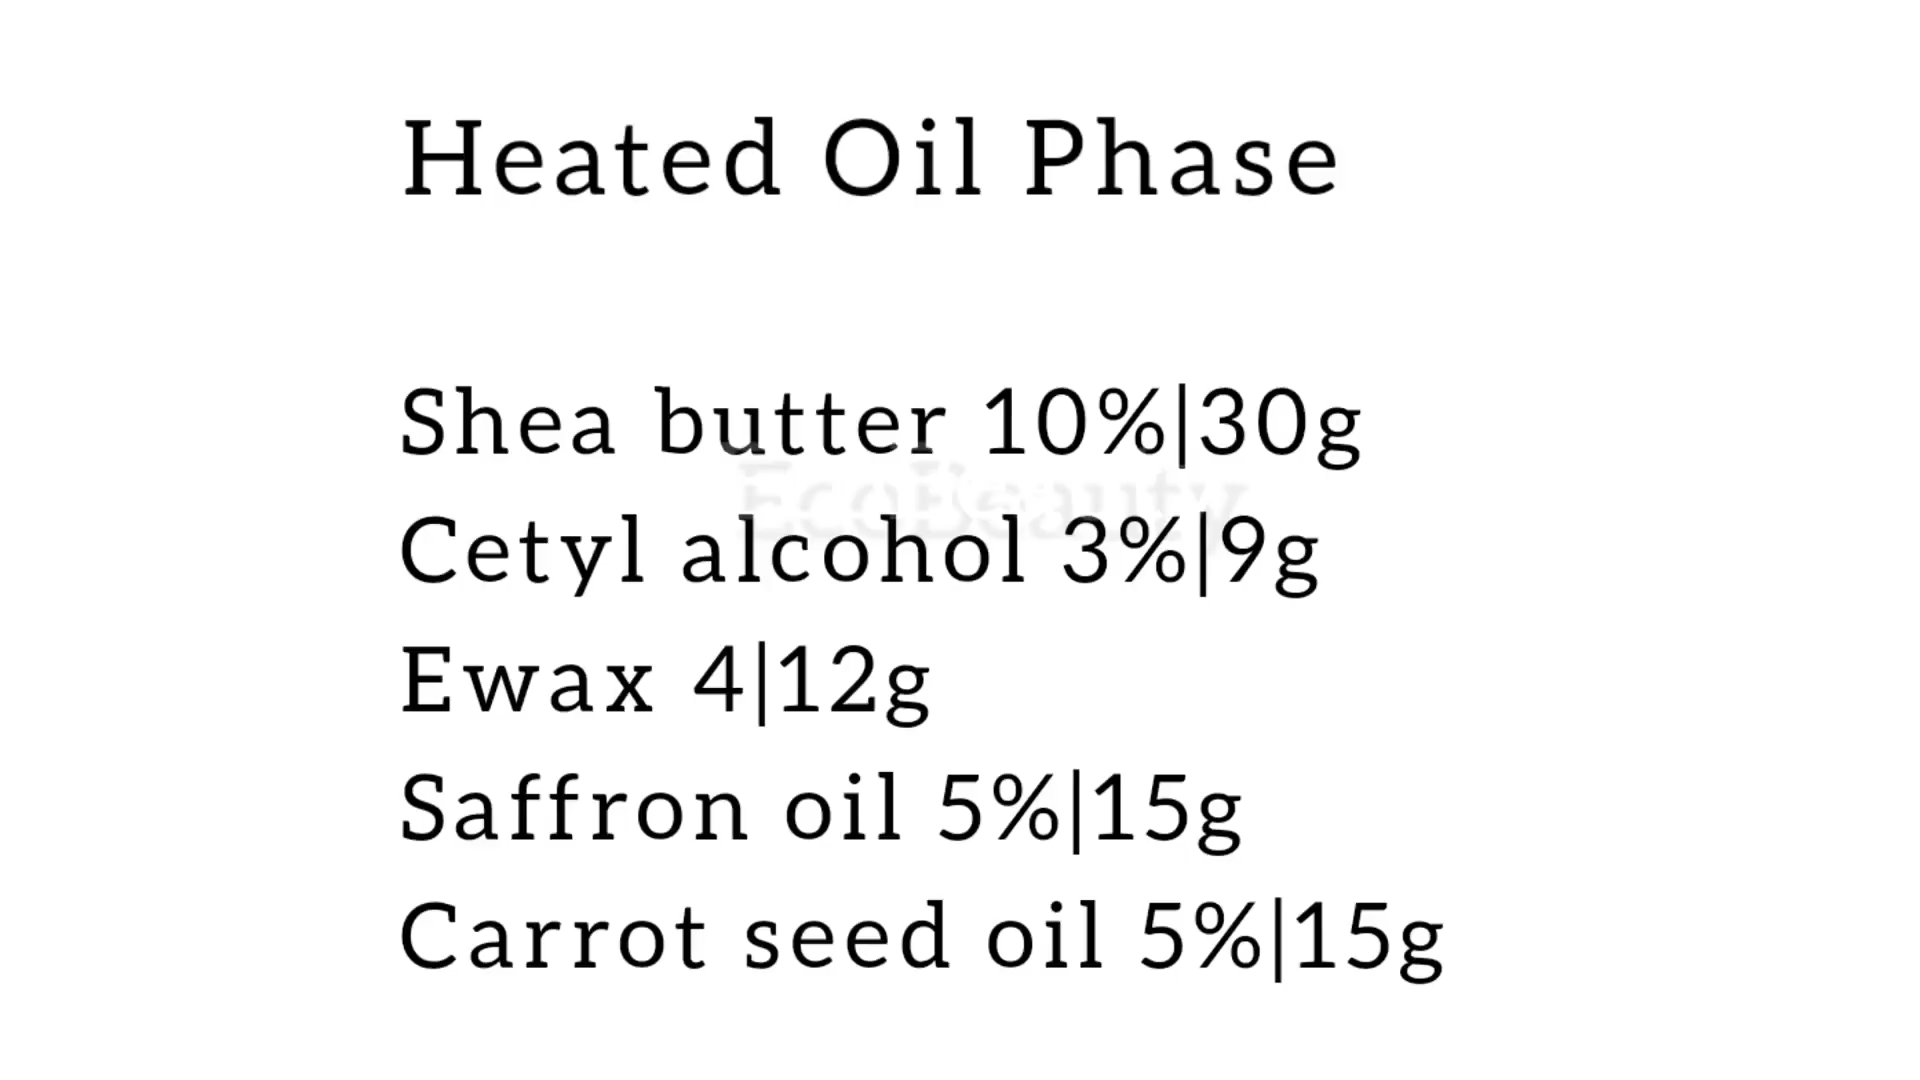 Heated Oil Phase
Shea butter 10%|30g
EcoBeauty
Cetyl alcohol 3%|9g
Ewax 4|12g
Saffron oil 5%|15g
Carrot seed oil 5%|15g